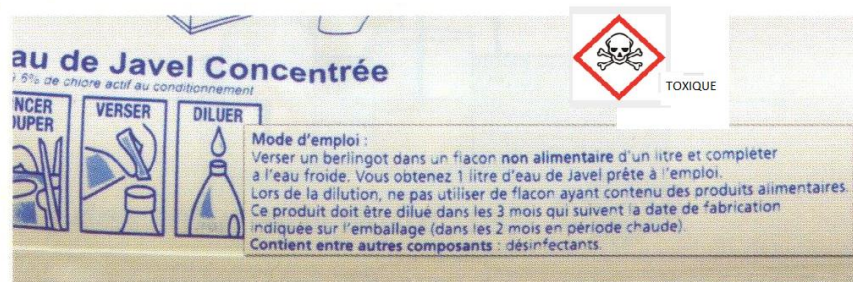 au de Javel Concentrée
à 6% de chlore actif au conditionnement
TOXIQUE
NCER
OUPER
VERSER
DILUER
Mode d'emploi :
Verser un berlingot dans un flacon non alimentaire d'un litre et compléter
a l'eau froide. Vous obtenez 1 litre d'eau de Javel prête à l'emploi.
Lors de la dilution, ne pas utiliser de flacon ayant contenu des produits alimentaires.
Ce produit doit être dilué dans les 3 mois qui suivent la date de fabrication
indiquée sur l'emballage (dans les 2 mois en période chaude).
Contient entre autres composants : désinfectants.